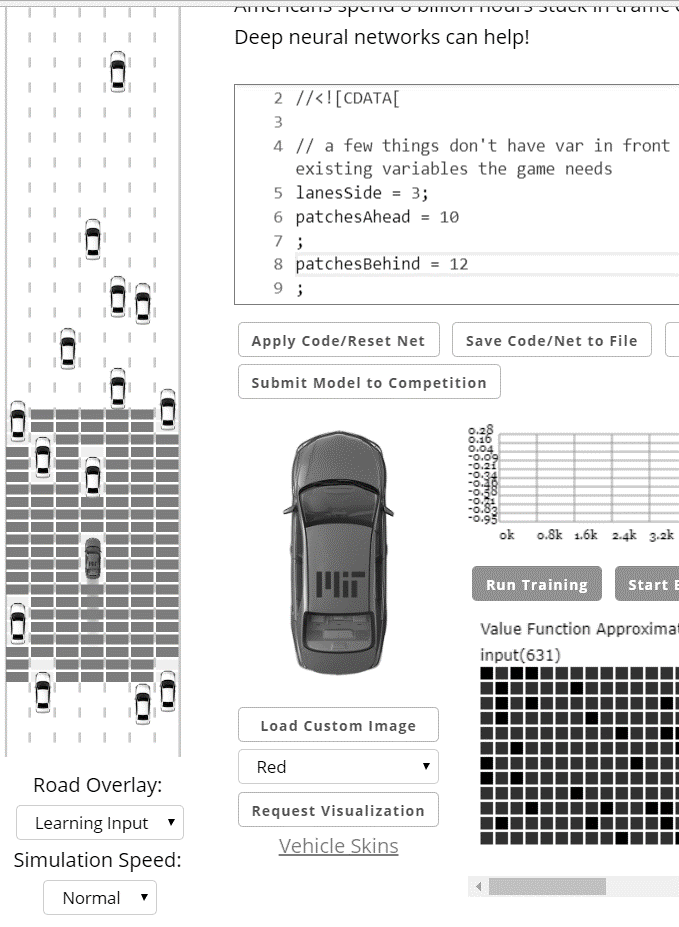 Americans spend 8 billion hours stuck in traffic
Deep neural networks can help!
2 //<![CDATA[
3
4 // a few things don't have var in front
existing variables the game needs
5 lanesSide = 3;
6 patchesAhead = 10
7 ;
8 patchesBehind = 12
9 ;
Apply Code/Reset Net
Save Code/Net to File
Submit Model to Competition
0.28
0.16
0.04
-0.09
-0.21
-0.34
-0.46
-0.58
-0.71
-0.83
-0.95
0k 0.8k 1.6k 2.4k 3.2k
MIT
Run Training
Start E
Value Function Approximat
input(631)
Load Custom Image
Red
Request Visualization
Vehicle Skins
Road Overlay:
Learning Input
Simulation Speed:
Normal